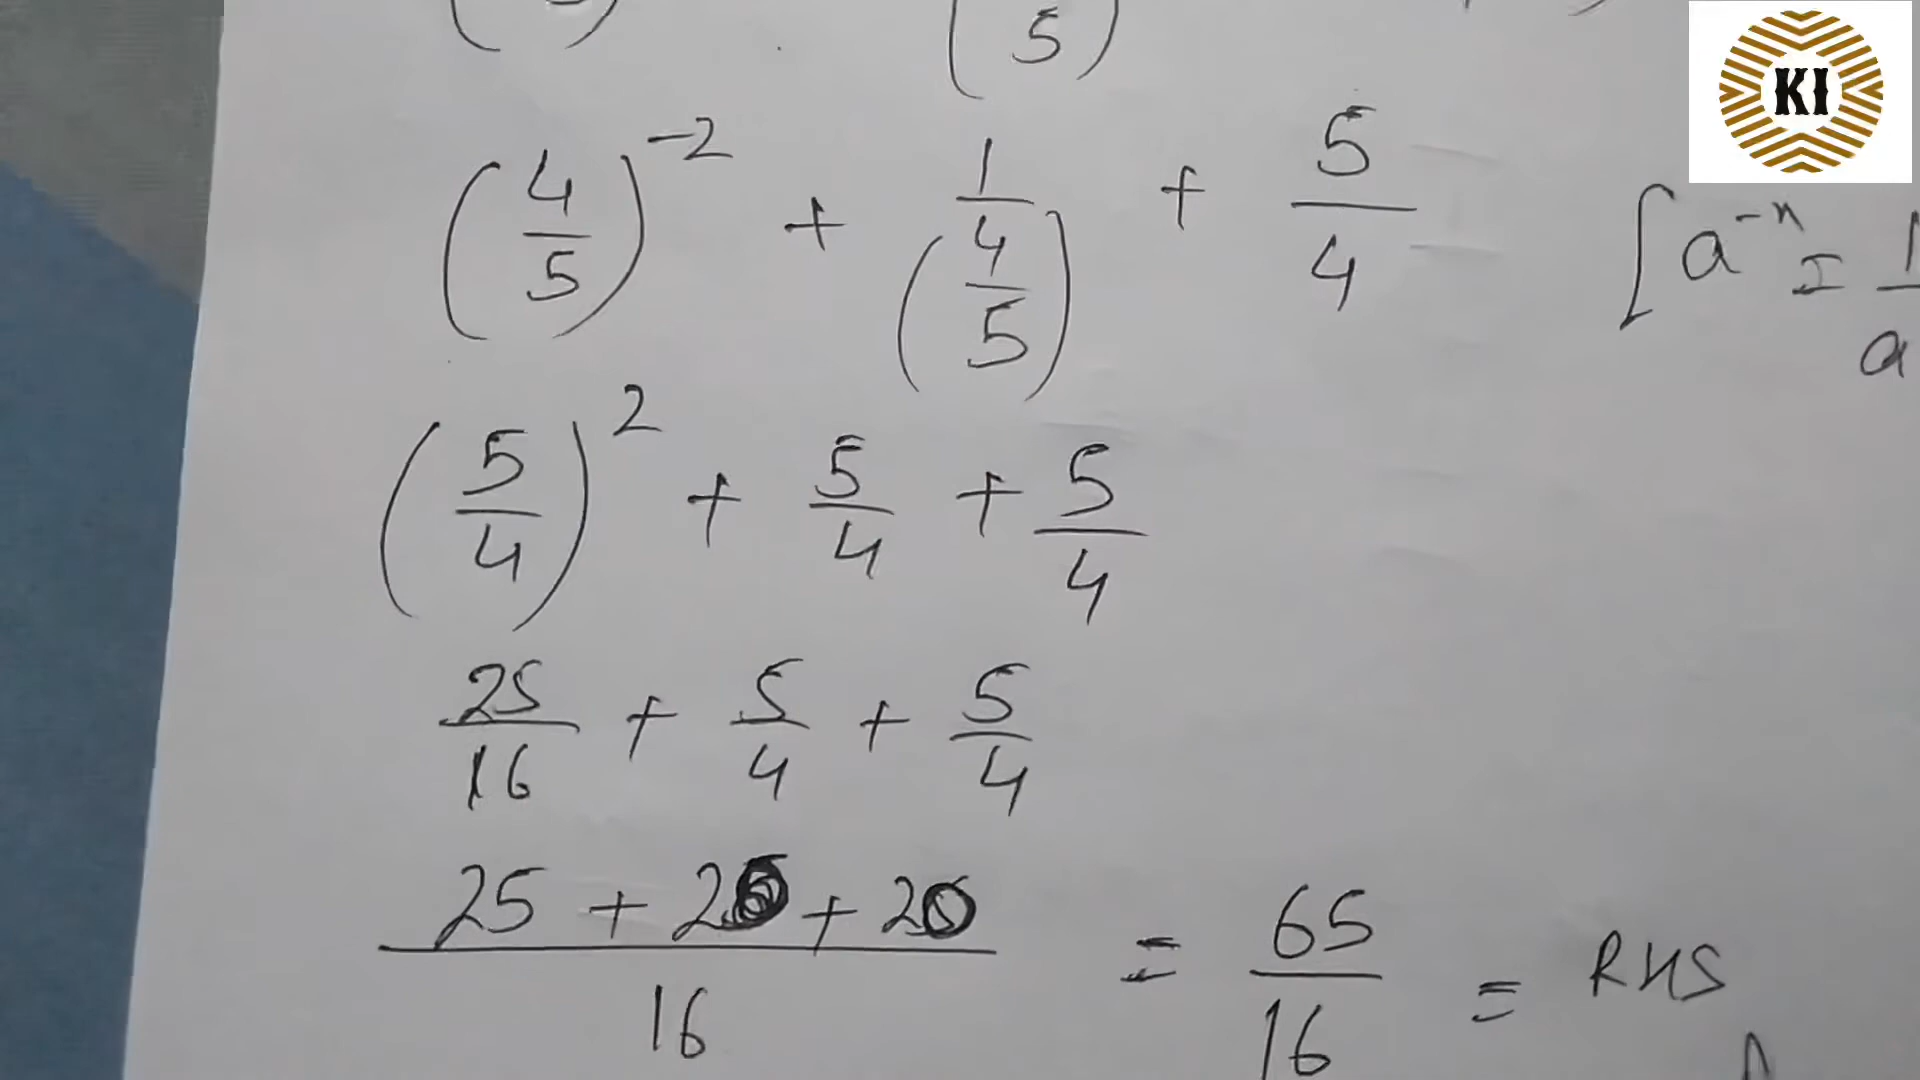 5
KI
(4/5)^-2 + 1/(4/5) + 5/4 [a^-n = 1/a
(5/4)^2 + 5/4 + 5/4
25/16 + 5/4 + 5/4
(25 + 20 + 20)/16 = 65/16 = RHS